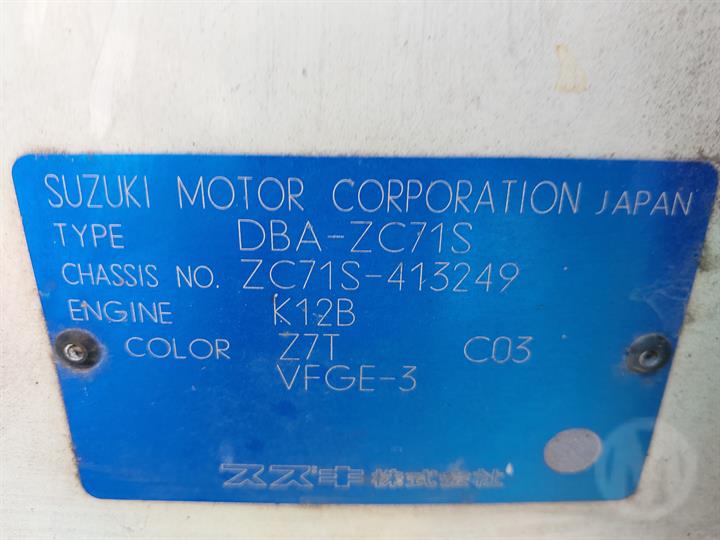 SUZUKI MOTOR CORPORATION JAPAN
TYPE DBA-ZC71S
CHASSIS NO. ZC71S-413249
ENGINE K12B
COLOR Z7T C03
VFGE-3
スズキ株式会社